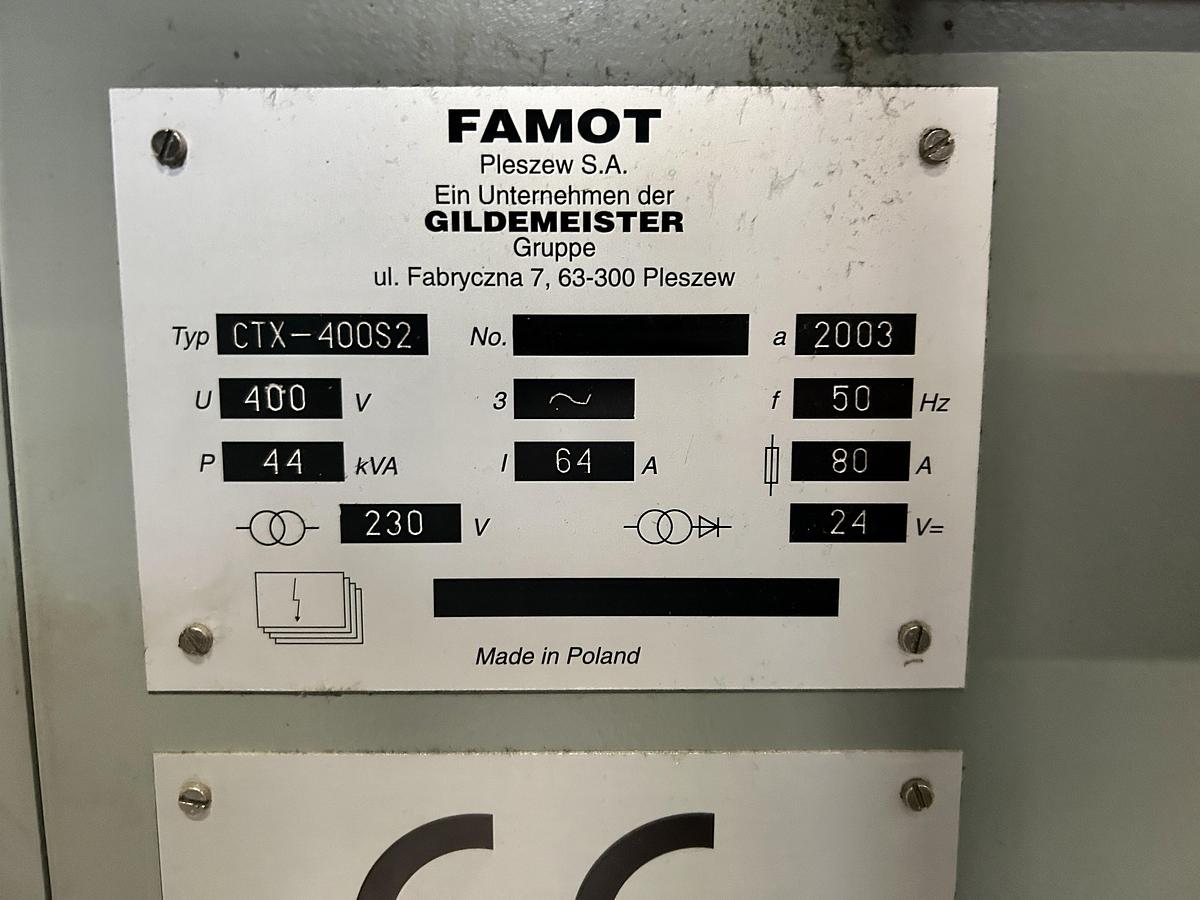 FAMOT
Pleszew S.A.
Ein Unternehmen der
GILDEMEISTER
Gruppe
ul. Fabryczna 7, 63-300 Pleszew
Typ CTX-400S2 No. a 2003
U 400 V 3 ~ f 50 Hz
P 44 kVA I 64 A 80 A
230 V 24 V=
Made in Poland
CE